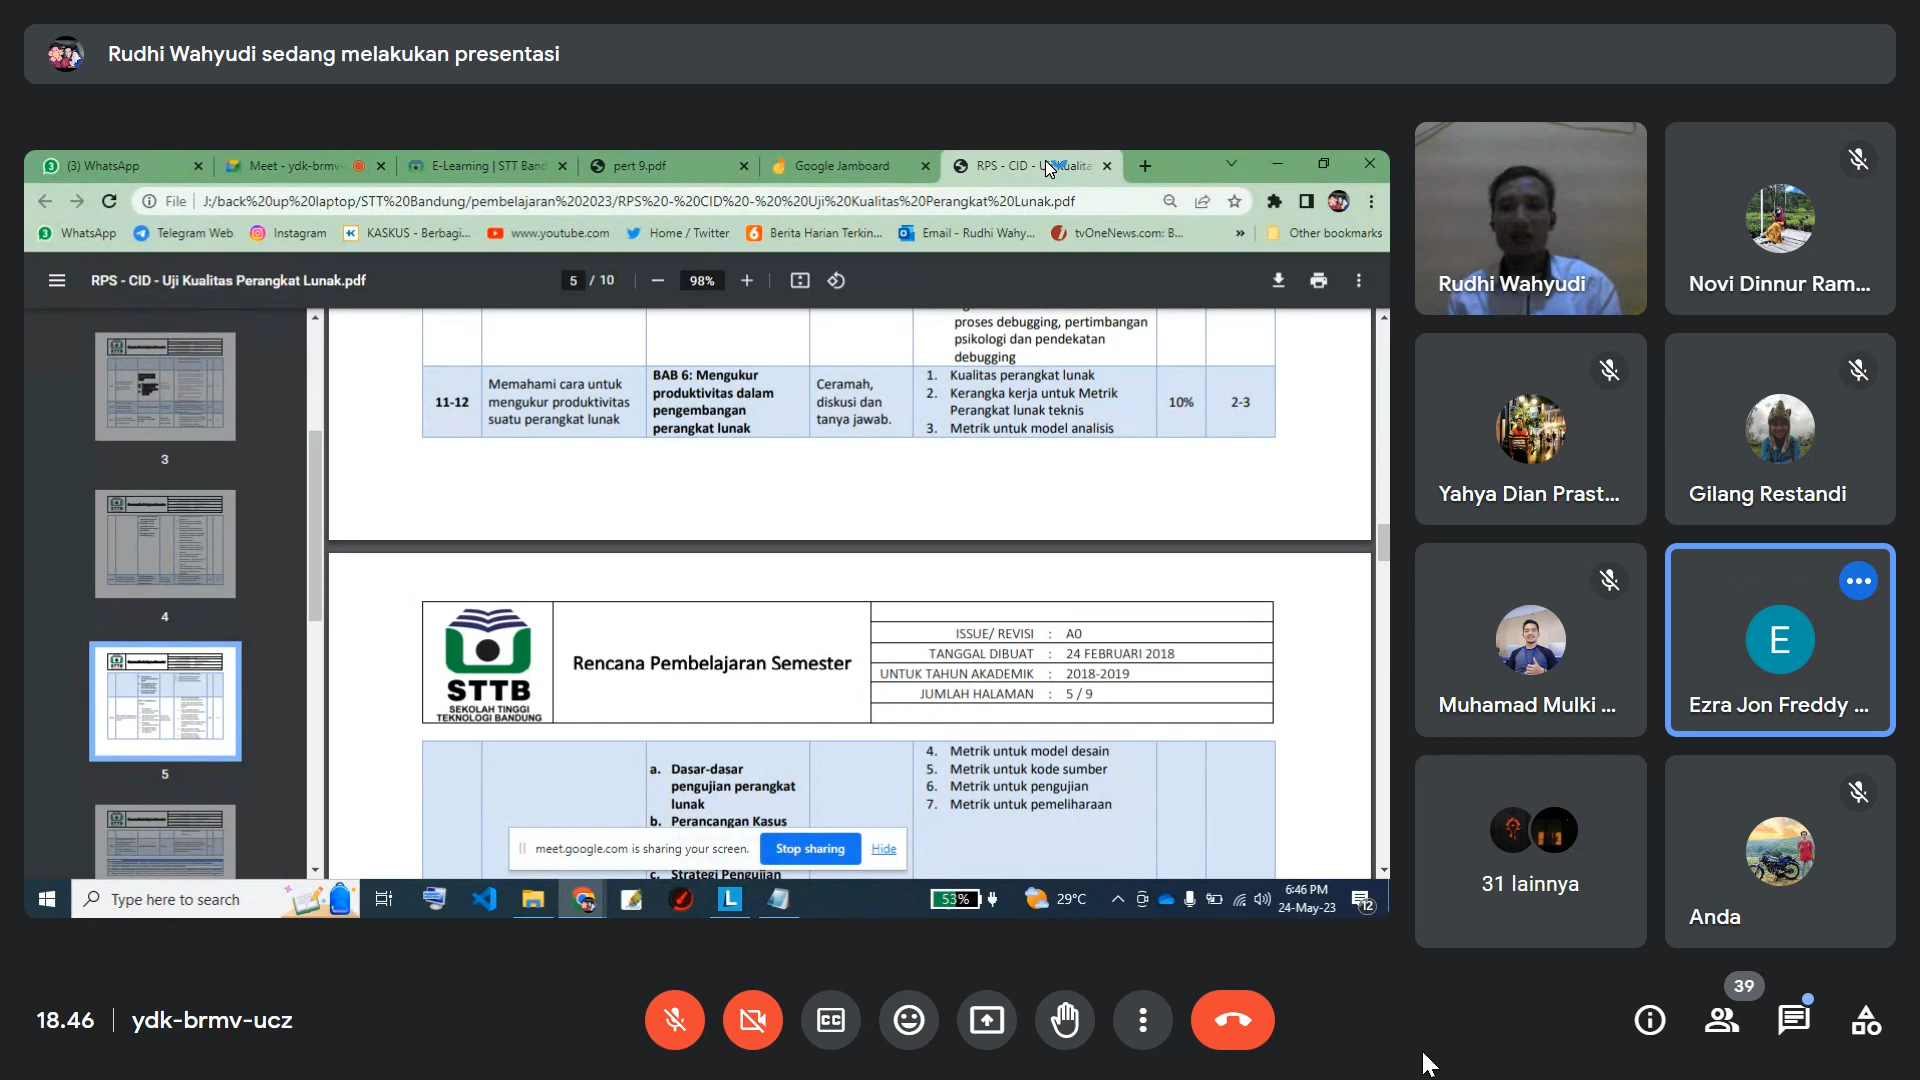 Rudhi Wahyudi sedang melakukan presentasi
(3) WhatsApp
Meet - ydk-brmv-
E-Learning | STT Band
pert 9.pdf
Google Jamboard
RPS - CID - U
File
J:/back%20up%20laptop/STT%20Bandung/pembelajaran%202023/RPS%20-%20CID%20-%20%20Uji%20Kualitas%20Perangkat%20Lunak.pdf
WhatsApp
Telegram Web
Instagram
KASKUS - Berbagi...
www.youtube.com
Home / Twitter
Berita Harian Terkin...
Email - Rudhi Wahy...
tvOneNews.com: B...
»
Other bookmarks
RPS - CID - Uji Kualitas Perangkat Lunak.pdf
5 / 10
98%
3
4
5
proses debugging, pertimbangan
psikologi dan pendekatan
debugging
11-12
Memahami cara untuk
mengukur produktivitas
suatu perangkat lunak
BAB 6: Mengukur
produktivitas dalam
pengembangan
perangkat lunak
Ceramah,
diskusi dan
tanya jawab.
1. Kualitas perangkat lunak
2. Kerangka kerja untuk Metrik
Perangkat lunak teknis
3. Metrik untuk model analisis
10%
2-3
STTB
SEKOLAH TINGGI
TEKNOLOGI BANDUNG
Rencana Pembelajaran Semester
ISSUE/ REVISI : A0
TANGGAL DIBUAT : 24 FEBRUARI 2018
UNTUK TAHUN AKADEMIK : 2018-2019
JUMLAH HALAMAN : 5 / 9
a. Dasar-dasar
pengujian perangkat
lunak
b. Perancangan Kasus
c. Strategi Pengujian
4. Metrik untuk model desain
5. Metrik untuk kode sumber
6. Metrik untuk pengujian
7. Metrik untuk pemeliharaan
meet.google.com is sharing your screen.
Stop sharing
Hide
Type here to search
53%
29°C
6:46 PM
24-May-23
12
Rudhi Wahyudi
Novi Dinnur Ram...
Yahya Dian Prast...
Gilang Restandi
Muhamad Mulki ...
E
Ezra Jon Freddy ...
31 lainnya
Anda
18.46
ydk-brmv-ucz
39